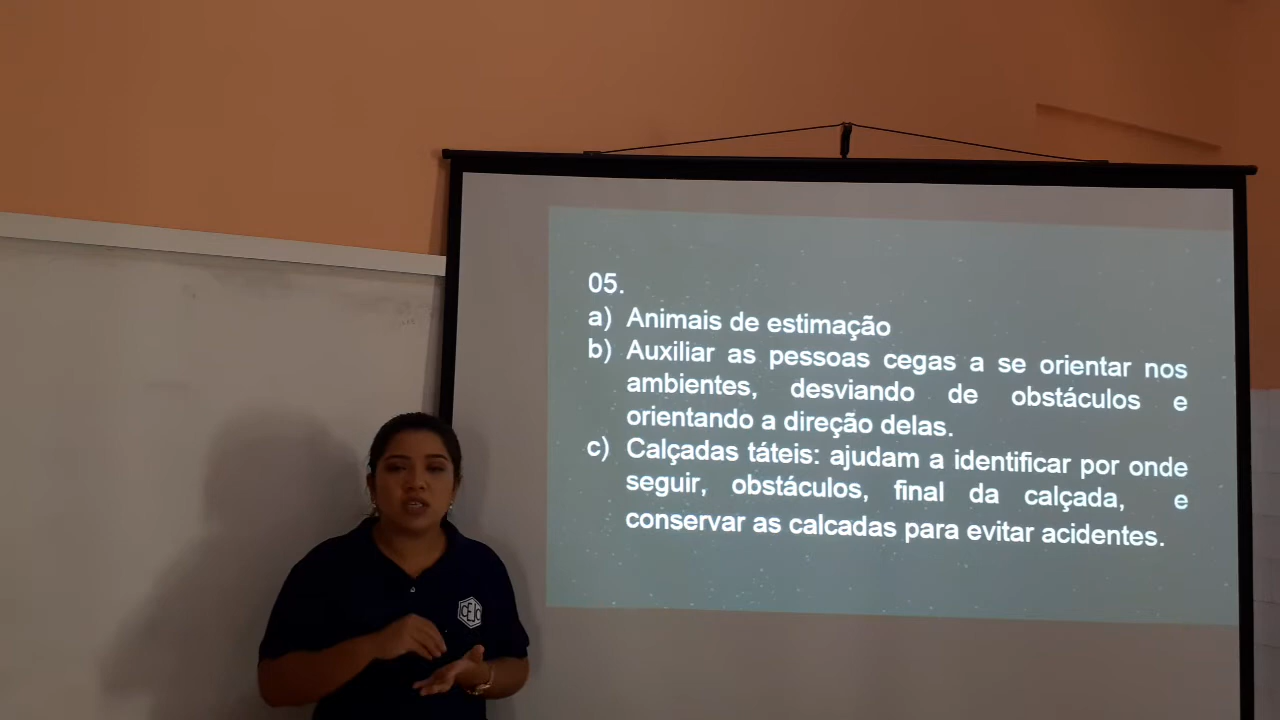 05.
a) Animais de estimação
b) Auxiliar as pessoas cegas a se orientar nos
ambientes, desviando de obstáculos e
orientando a direção delas.
c) Calçadas táteis: ajudam a identificar por onde
seguir, obstáculos, final da calçada, e
conservar as calcadas para evitar acidentes.
CEJC